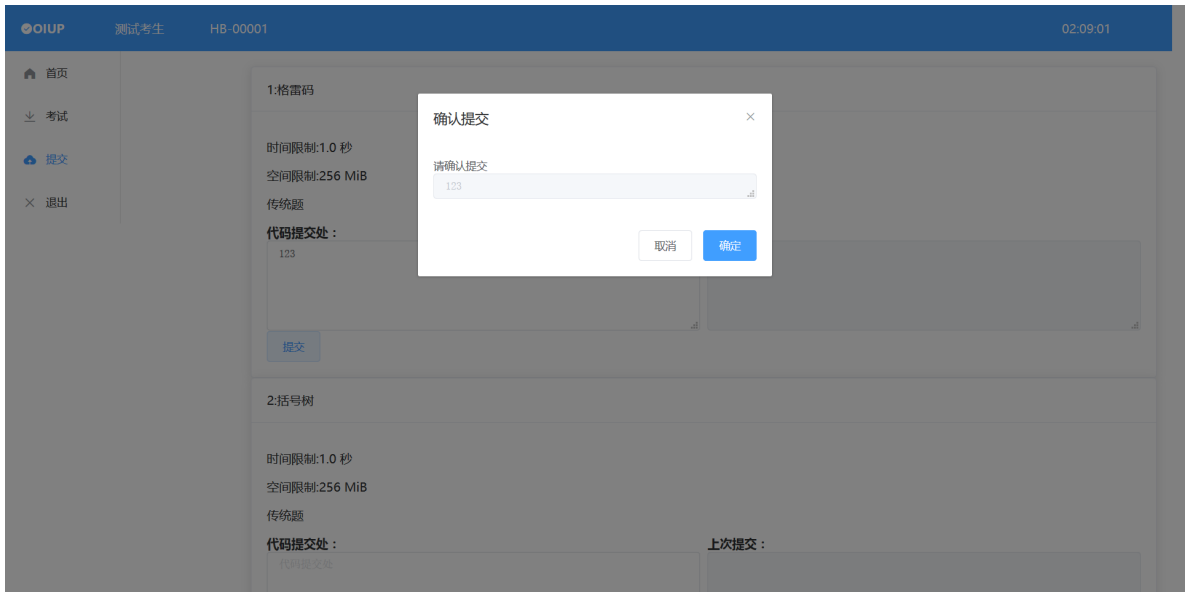 OIUP 测试考生 HB-00001 02:09:01
首页
考试
提交
退出
1:格雷码
时间限制:1.0 秒
空间限制:256 MiB
传统题
代码提交处：
123
提交
确认提交
请确认提交
123
取消 确定
2:括号树
时间限制:1.0 秒
空间限制:256 MiB
传统题
代码提交处： 上次提交：
代码提交处